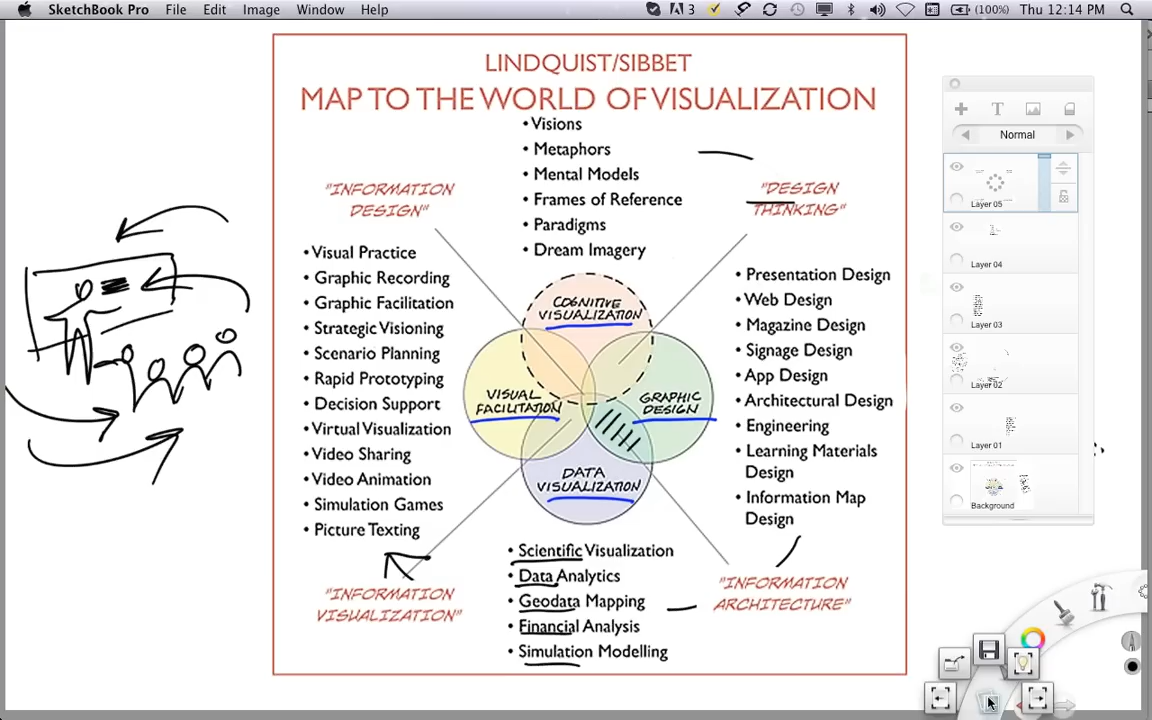 SketchBook Pro File Edit Image Window Help
3 (100%) Thu 12:14 PM
LINDQUIST/SIBBET
MAP TO THE WORLD OF VISUALIZATION
• Visions
• Metaphors
• Mental Models
• Frames of Reference
• Paradigms
• Dream Imagery
"INFORMATION
DESIGN"
"DESIGN
THINKING"
• Visual Practice
• Graphic Recording
• Graphic Facilitation
• Strategic Visioning
• Scenario Planning
• Rapid Prototyping
• Decision Support
• Virtual Visualization
• Video Sharing
• Video Animation
• Simulation Games
• Picture Texting
COGNITIVE
VISUALIZATION
VISUAL
FACILITATION
GRAPHIC
DESIGN
DATA
VISUALIZATION
• Presentation Design
• Web Design
• Magazine Design
• Signage Design
• App Design
• Architectural Design
• Engineering
• Learning Materials
Design
• Information Map
Design
"INFORMATION
VISUALIZATION"
• Scientific Visualization
• Data Analytics
• Geodata Mapping
• Financial Analysis
• Simulation Modelling
"INFORMATION
ARCHITECTURE"
T
Normal
Layer 05
Layer 04
Layer 03
Layer 02
Layer 01
Background